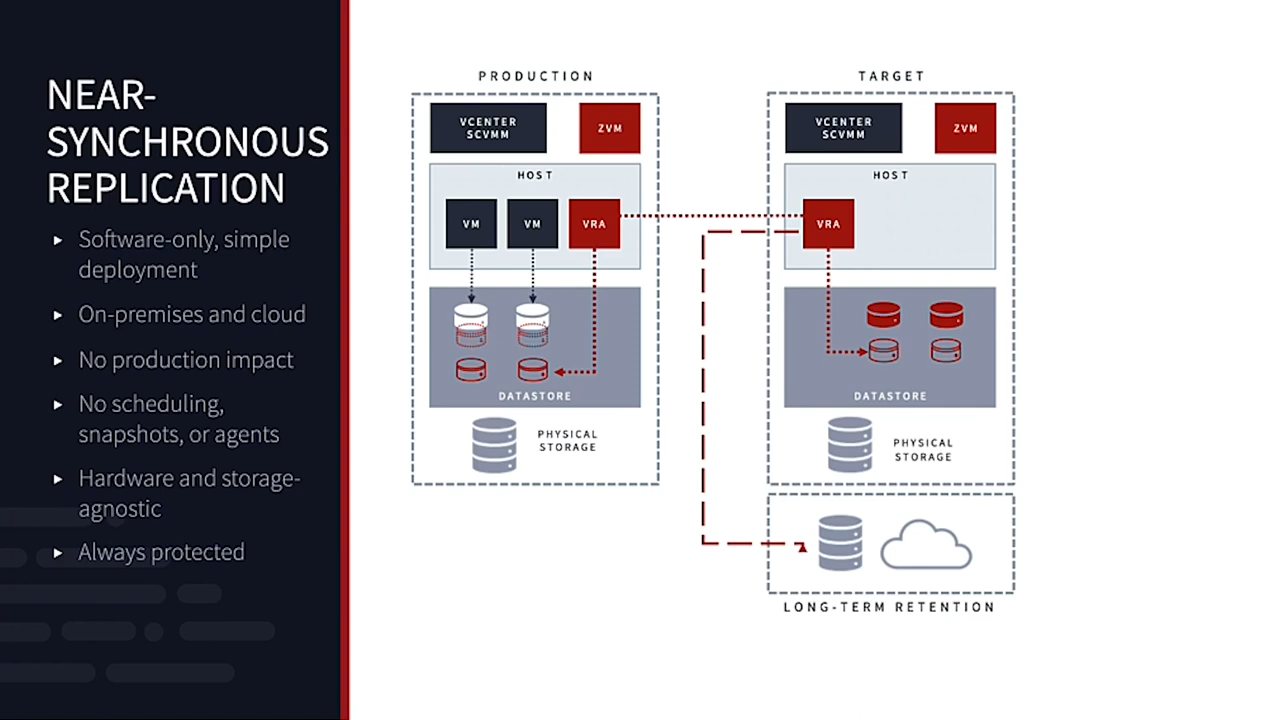 NEAR-
SYNCHRONOUS
REPLICATION
Software-only, simple
deployment
On-premises and cloud
No production impact
No scheduling,
snapshots, or agents
Hardware and storage-
agnostic
Always protected
PRODUCTION
VCENTER
SCVMM
ZVM
HOST
VM
VM
VRA
DATASTORE
PHYSICAL
STORAGE
TARGET
VCENTER
SCVMM
ZVM
HOST
VRA
DATASTORE
PHYSICAL
STORAGE
LONG-TERM RETENTION